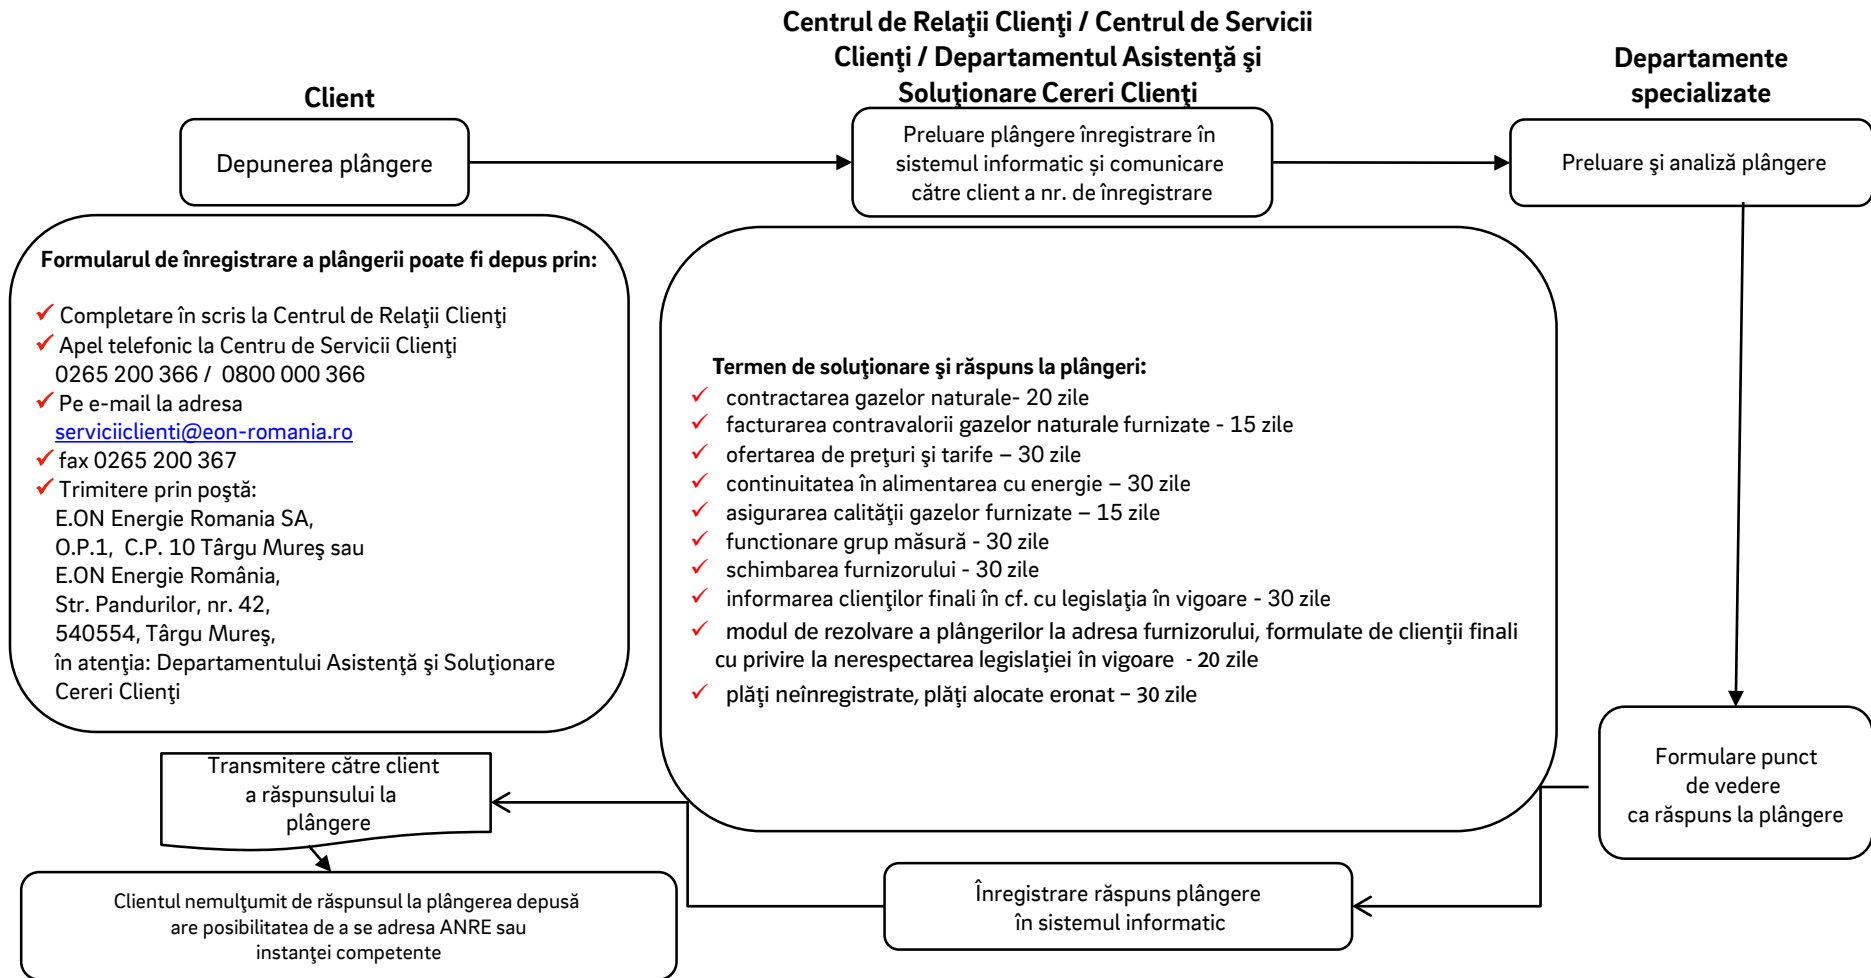 Client
Centrul de Relaţii Clienţi / Centrul de Servicii
Clienţi / Departamentul Asistenţă şi
Soluţionare Cereri Clienţi
Departamente
specializate
Depunerea plângere
Preluare plângere înregistrare în
sistemul informatic și comunicare
către client a nr. de înregistrare
Preluare şi analiză plângere
Formularul de înregistrare a plângerii poate fi depus prin:
Completare în scris la Centrul de Relaţii Clienţi
Apel telefonic la Centru de Servicii Clienţi
0265 200 366 / 0800 000 366
Pe e-mail la adresa
serviciiclienti@eon-romania.ro
fax 0265 200 367
Trimitere prin poştă:
E.ON Energie Romania SA,
O.P.1, C.P. 10 Târgu Mureş sau
E.ON Energie România,
Str. Pandurilor, nr. 42,
540554, Târgu Mureş,
în atenţia: Departamentului Asistenţă şi Soluţionare
Cereri Clienţi
Termen de soluţionare şi răspuns la plângeri:
contractarea gazelor naturale- 20 zile
facturarea contravalorii gazelor naturale furnizate - 15 zile
ofertarea de preţuri şi tarife – 30 zile
continuitatea în alimentarea cu energie – 30 zile
asigurarea calităţii gazelor furnizate – 15 zile
functionare grup măsură - 30 zile
schimbarea furnizorului - 30 zile
informarea clienţilor finali în cf. cu legislaţia în vigoare - 30 zile
modul de rezolvare a plângerilor la adresa furnizorului, formulate de clienții finali
cu privire la nerespectarea legislației în vigoare - 20 zile
plăți neînregistrate, plăți alocate eronat – 30 zile
Formulare punct
de vedere
ca răspuns la plângere
Înregistrare răspuns plângere
în sistemul informatic
Transmitere către client
a răspunsului la
plângere
Clientul nemulţumit de răspunsul la plângerea depusă
are posibilitatea de a se adresa ANRE sau
instanţei competente